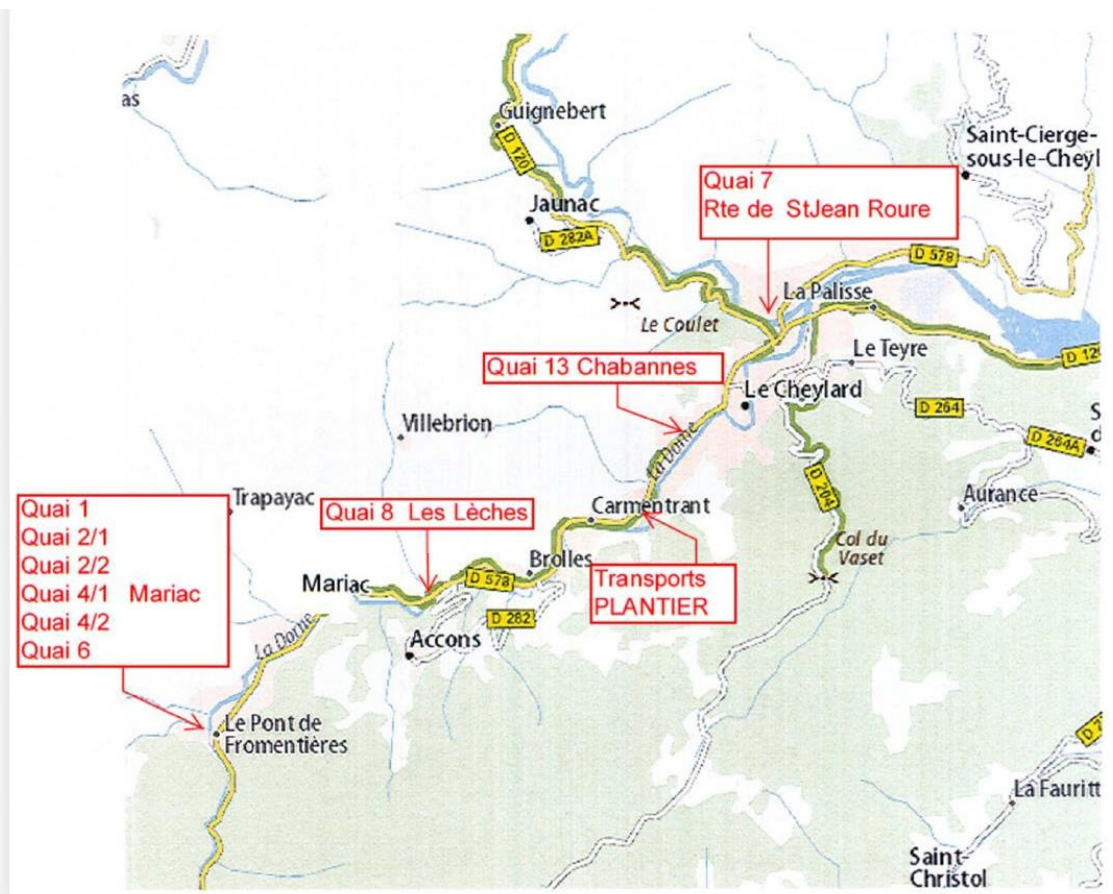 as
Guignebert
D 120
Saint-Cierge-
sous-le-Cheyl
Quai 7
Rte de StJean Roure
Jaunac
D 282A
D 578
La Palisse
Le Coulet
Le Teyre
D 12
Quai 13 Chabannes
Le Cheylard
D 264
S
d
D 264A
Villebrion
La Dorne
D 204
Aurance
Quai 1
Quai 2/1
Quai 2/2
Quai 4/1 Mariac
Quai 4/2
Quai 6
Trapayac
Quai 8 Les Lèches
Carmentrant
Col du
Vaset
Brolles
Transports
PLANTIER
Mariac
D 578
D 282
La Dorne
Accons
Le Pont de
Fromentières
La Fauritt
Saint-
Christol